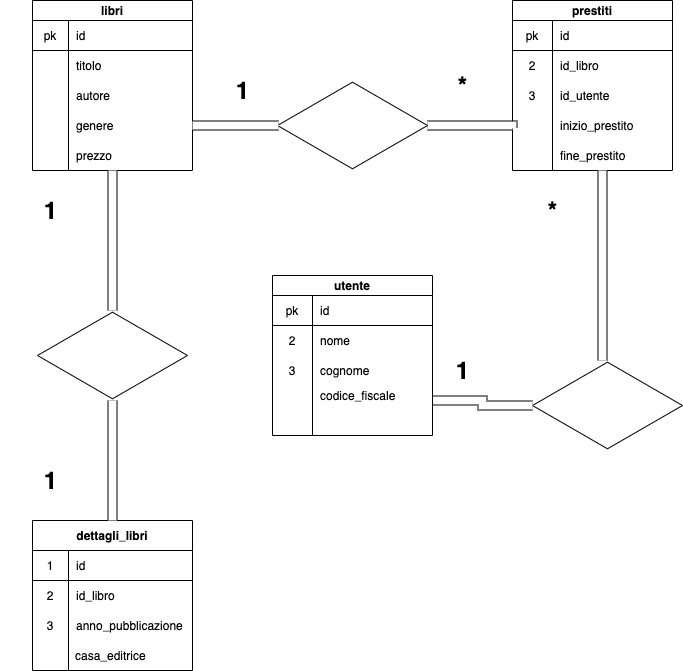 libri
pk id
titolo
autore
genere
prezzo
1
*
prestiti
pk id
2 id_libro
3 id_utente
inizio_prestito
fine_prestito
1
*
utente
pk id
2 nome
3 cognome
codice_fiscale
1
1
dettagli_libri
1 id
2 id_libro
3 anno_pubblicazione
casa_editrice